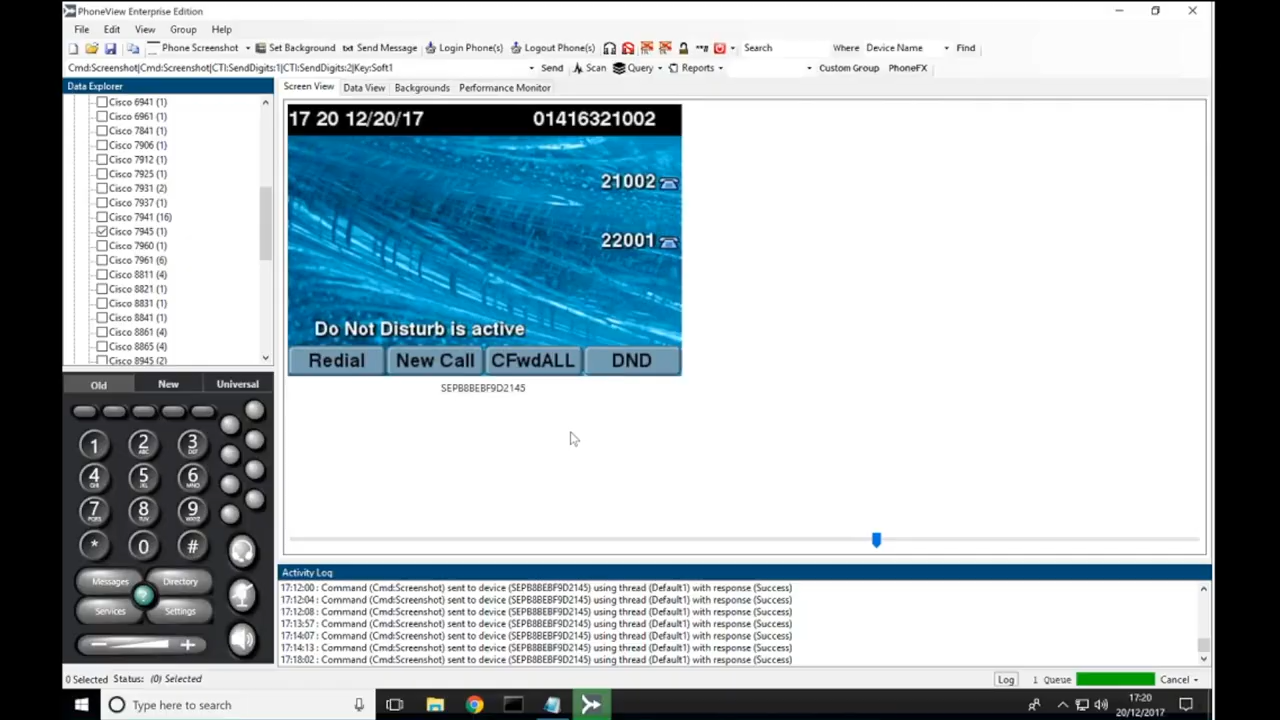 PhoneView Enterprise Edition
File Edit View Group Help
Phone Screenshot Set Background txt Send Message Login Phone(s) Logout Phone(s) Search Where Device Name Find
Cmd:Screenshot|Cmd:Screenshot|CTI:SendDigits:1|CTI:SendDigits:2|Key:Soft1 Send Scan Query Reports Custom Group PhoneFX
Data Explorer
Screen View Data View Backgrounds Performance Monitor
Cisco 6941 (1)
Cisco 6961 (1)
Cisco 7841 (1)
Cisco 7906 (1)
Cisco 7912 (1)
Cisco 7925 (1)
Cisco 7931 (2)
Cisco 7937 (1)
Cisco 7941 (16)
Cisco 7945 (1)
Cisco 7960 (1)
Cisco 7961 (6)
Cisco 8811 (4)
Cisco 8821 (1)
Cisco 8831 (1)
Cisco 8841 (1)
Cisco 8861 (4)
Cisco 8865 (4)
Cisco 8945 (2)
17 20 12/20/17 01416321002
21002
22001
Do Not Disturb is active
Redial New Call CFwdALL DND
SEPB8BEBF9D2145
Old New Universal
1 2 ABC 3 DEF
4 GHI 5 JKL 6 MNO
7 PQRS 8 TUV 9 WXYZ
* 0 #
Messages Directory
?
Services Settings
− +
Activity Log
17:12:00 : Command (Cmd:Screenshot) sent to device (SEPB8BEBF9D2145) using thread (Default1) with response (Success)
17:12:04 : Command (Cmd:Screenshot) sent to device (SEPB8BEBF9D2145) using thread (Default1) with response (Success)
17:12:08 : Command (Cmd:Screenshot) sent to device (SEPB8BEBF9D2145) using thread (Default1) with response (Success)
17:13:57 : Command (Cmd:Screenshot) sent to device (SEPB8BEBF9D2145) using thread (Default1) with response (Success)
17:14:07 : Command (Cmd:Screenshot) sent to device (SEPB8BEBF9D2145) using thread (Default1) with response (Success)
17:14:13 : Command (Cmd:Screenshot) sent to device (SEPB8BEBF9D2145) using thread (Default1) with response (Success)
17:18:02 : Command (Cmd:Screenshot) sent to device (SEPB8BEBF9D2145) using thread (Default1) with response (Success)
0 Selected Status: (0) Selected Log 1 Queue Cancel
Type here to search
17:20
20/12/2017